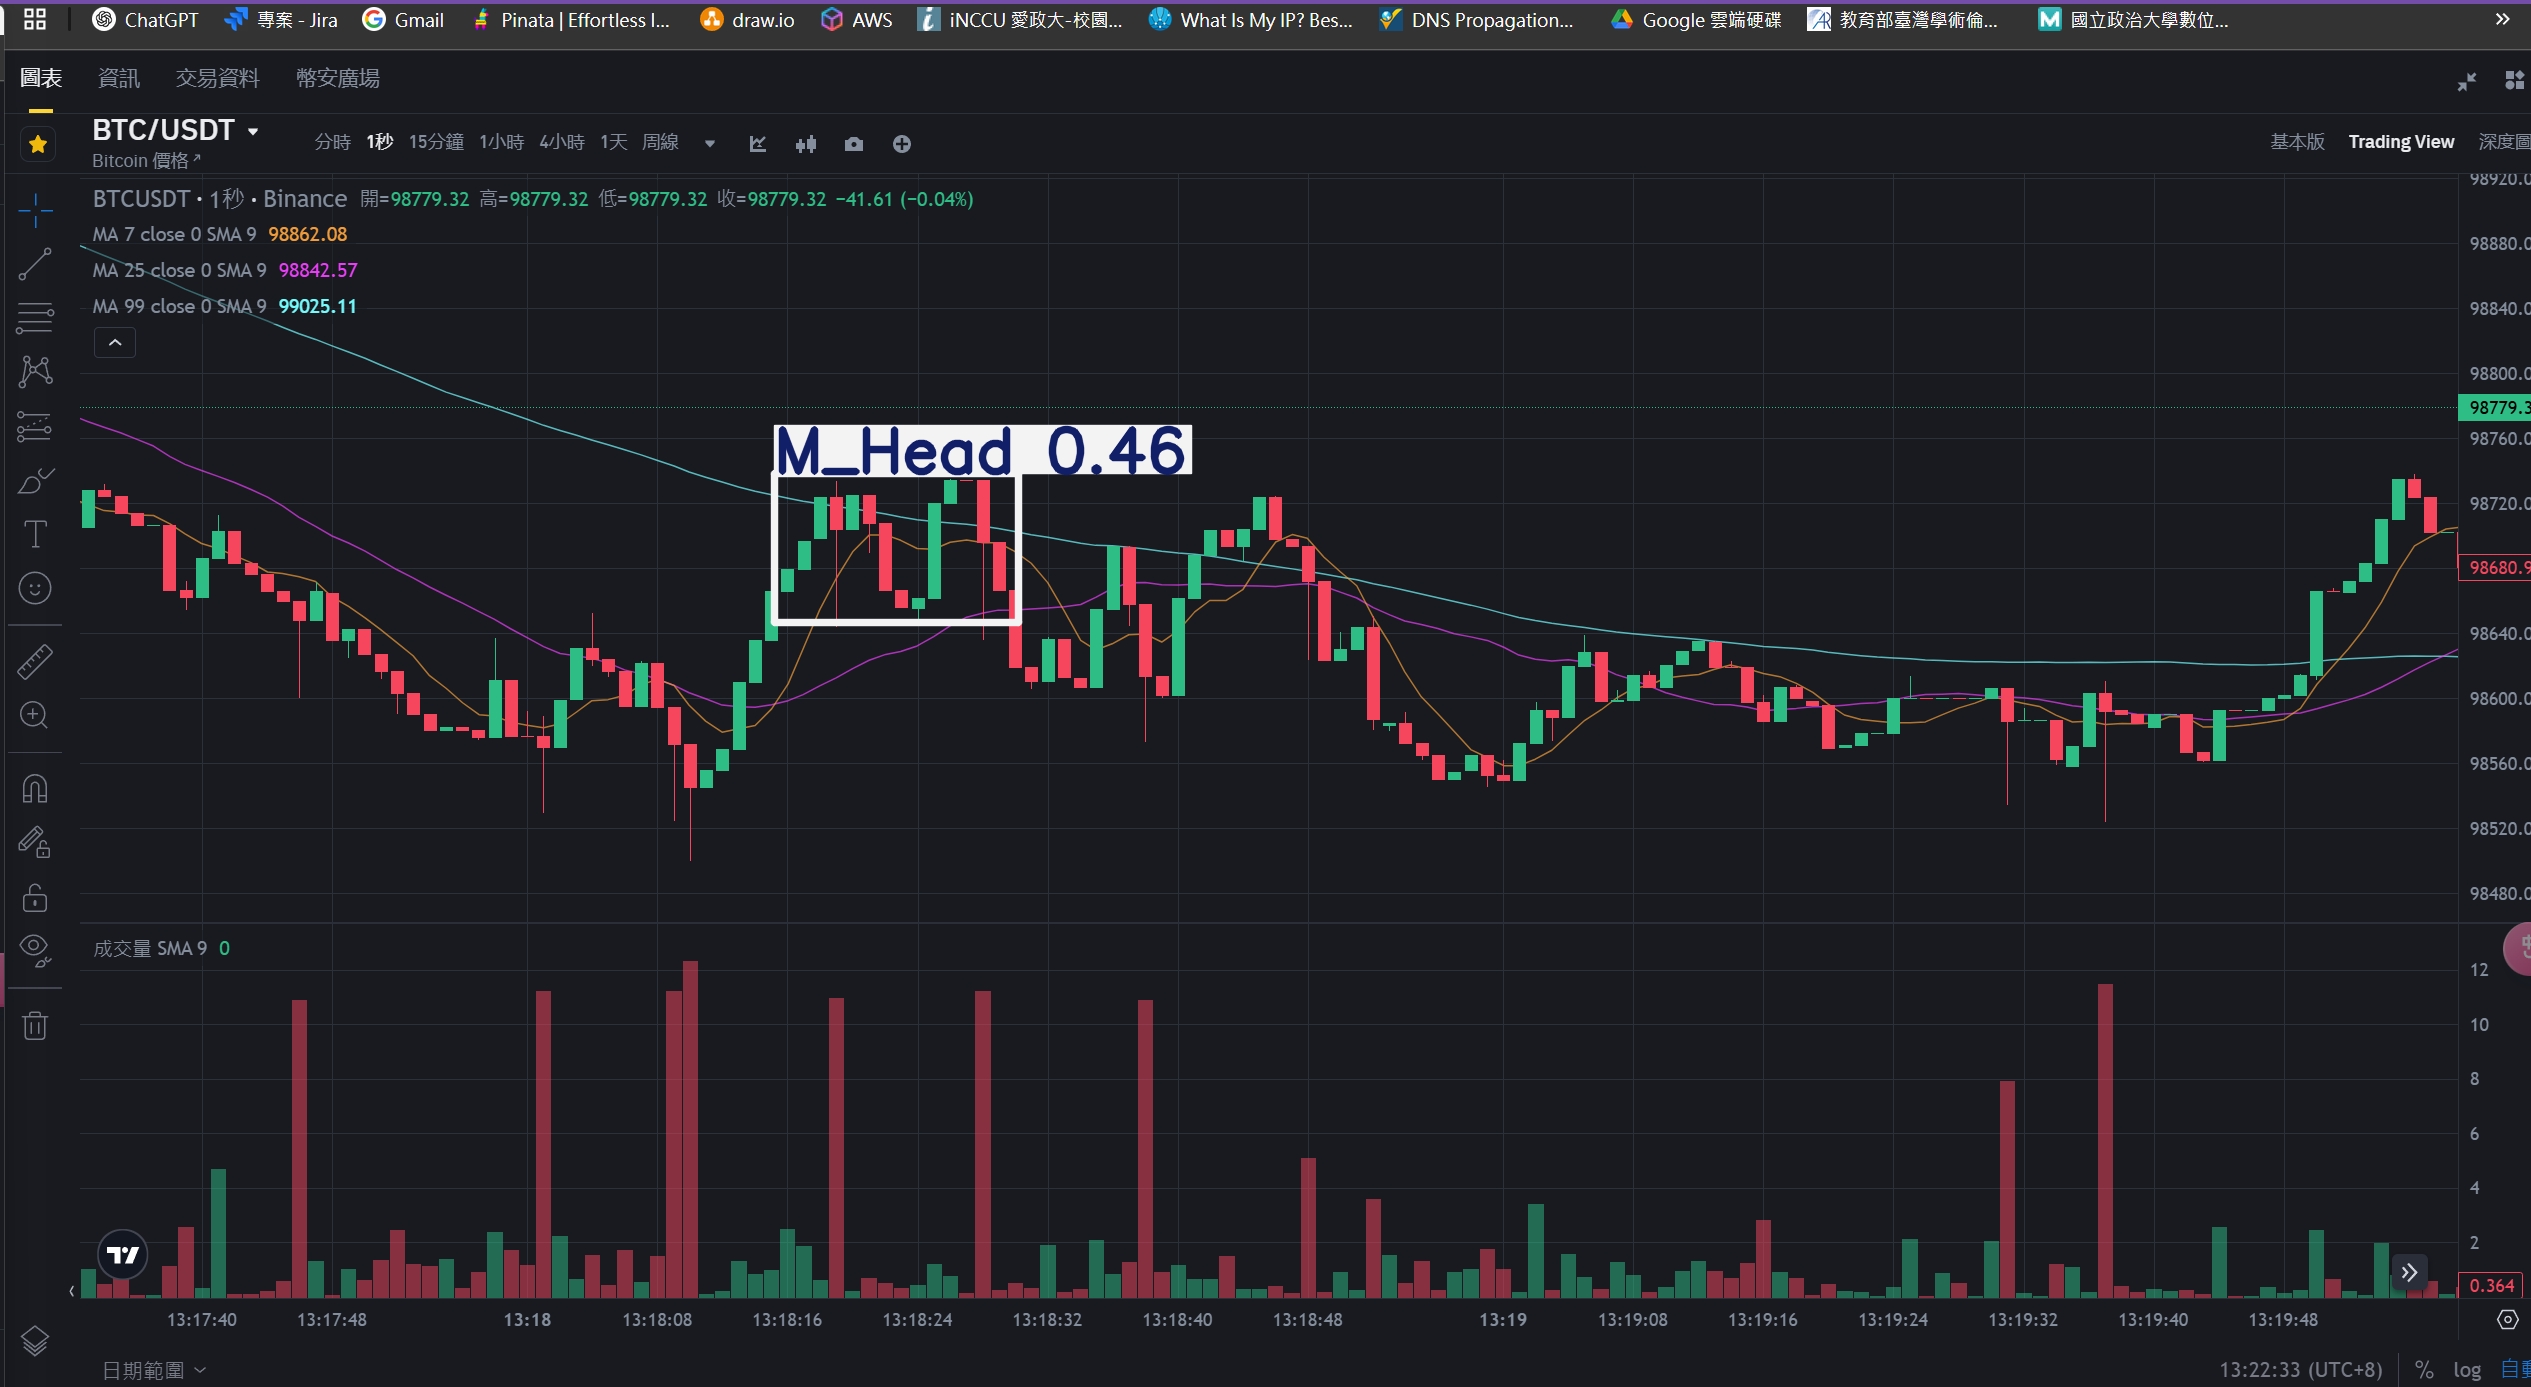 ChatGPT 專案 - Jira Gmail Pinata | Effortless I... draw.io AWS iNCCU 愛政大-校園... What Is My IP? Bes... DNS Propagation... Google 雲端硬碟 教育部臺灣學術倫... 國立政治大學數位...
圖表 資訊 交易資料 幣安廣場
BTC/USDT
Bitcoin 價格
分時 1秒 15分鐘 1小時 4小時 1天 周線
基本版 Trading View 深度圖
BTCUSDT · 1秒 · Binance 開=98779.32 高=98779.32 低=98779.32 收=98779.32 −41.61 (−0.04%)
MA 7 close 0 SMA 9 98862.08
MA 25 close 0 SMA 9 98842.57
MA 99 close 0 SMA 9 99025.11
M_Head 0.46
98920.0
98880.0
98840.0
98800.0
98779.3
98760.0
98720.0
98680.9
98640.0
98600.0
98560.0
98520.0
98480.0
成交量 SMA 9 0
12
10
8
6
4
2
0.364
13:17:40 13:17:48 13:18 13:18:08 13:18:16 13:18:24 13:18:32 13:18:40 13:18:48 13:19 13:19:08 13:19:16 13:19:24 13:19:32 13:19:40 13:19:48
日期範圍
13:22:33 (UTC+8) % log 自動